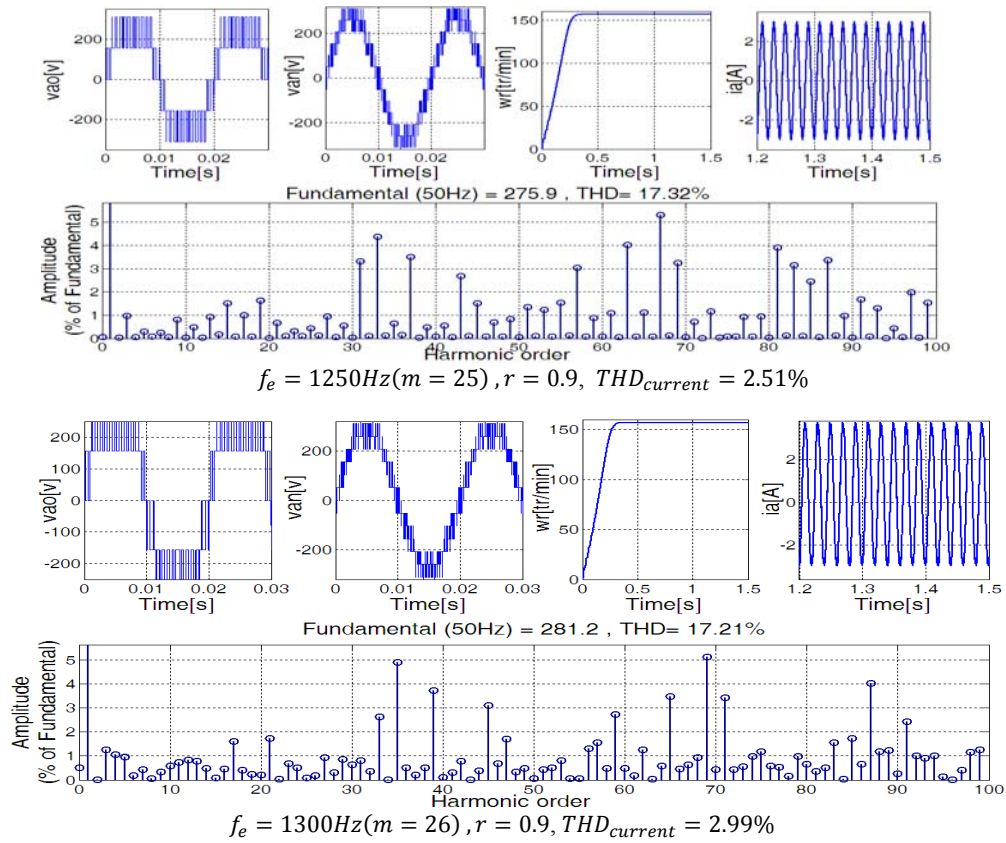 200
0
-200
vao[v]
0
0.01
0.02
Time[s]
200
0
-200
van[v]
0
0.01
0.02
Time[s]
150
100
50
0
wr[tr/min]
0
0.5
1
1.5
Time[s]
2
0
-2
ia[A]
1.2
1.3
1.4
1.5
Time[s]
Fundamental (50Hz) = 275.9 , THD= 17.32%
Amplitude
(% of Fundamental)
5
4
3
2
1
0
0 10 20 30 40 50 60 70 80 90 100
Harmonic order
f_e = 1250Hz(m = 25) , r = 0.9, THD_current = 2.51%
200
100
0
-100
-200
vao[v]
0 0.01 0.02 0.03
Time[s]
200
0
-200
van[v]
0 0.01 0.02 0.03
Time[s]
150
100
50
0
wr[tr/min]
0 0.5 1 1.5
Time[s]
2
0
-2
ia[A]
1.2 1.3 1.4 1.5
Time[s]
Fundamental (50Hz) = 281.2 , THD= 17.21%
Amplitude
(% of Fundamental)
5
4
3
2
1
0
0 10 20 30 40 50 60 70 80 90 100
Harmonic order
f_e = 1300Hz(m = 26) , r = 0.9, THD_current = 2.99%